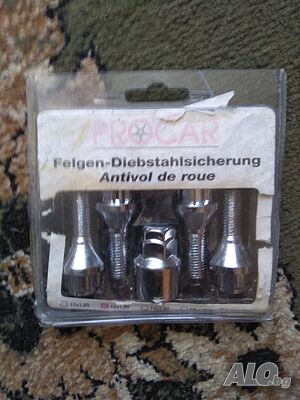 PROCAR
Felgen-Diebstahlsicherung
Antivol de roue
ALO.bg